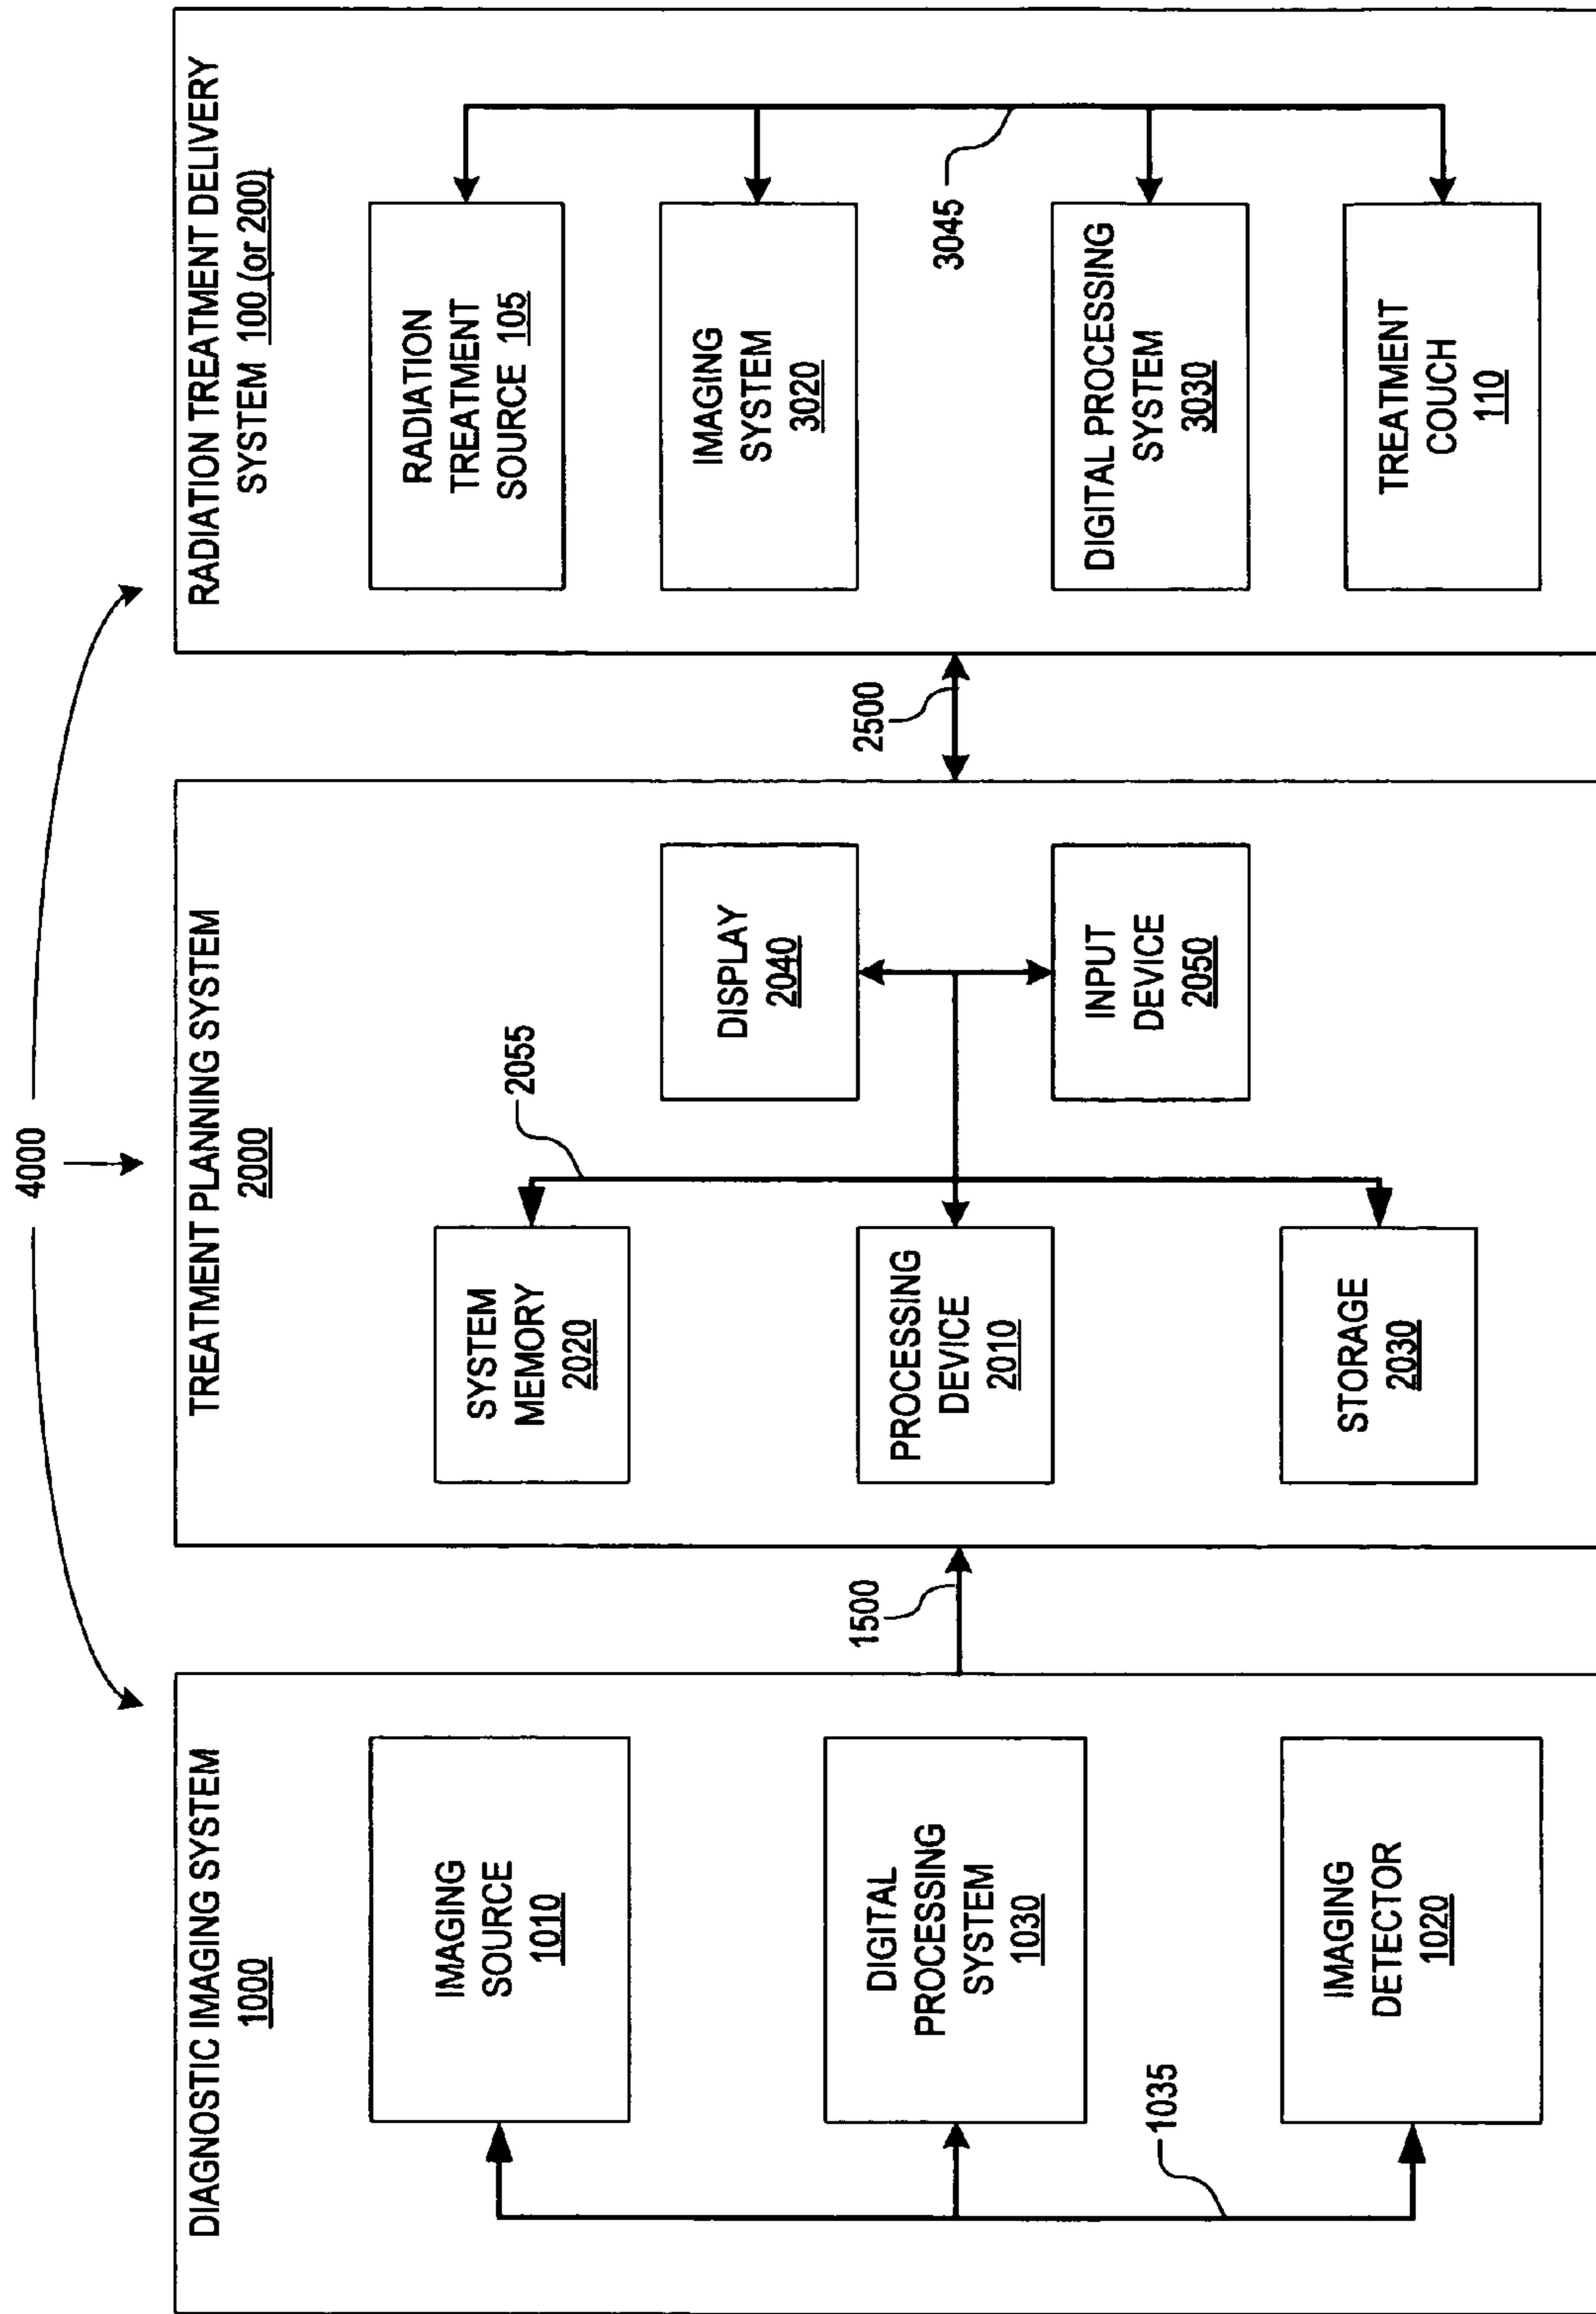 4000
DIAGNOSTIC IMAGING SYSTEM
1000
IMAGING
SOURCE
1010
DIGITAL
PROCESSING
SYSTEM
1030
IMAGING
DETECTOR
1020
1035
1500
TREATMENT PLANNING SYSTEM
2000
SYSTEM
MEMORY
2020
2055
PROCESSING
DEVICE
2010
STORAGE
2030
DISPLAY
2040
INPUT
DEVICE
2050
2500
RADIATION TREATMENT DELIVERY
SYSTEM 100 (or 200)
RADIATION
TREATMENT
SOURCE 105
IMAGING
SYSTEM
3020
3045
DIGITAL PROCESSING
SYSTEM
3030
TREATMENT
COUCH
110